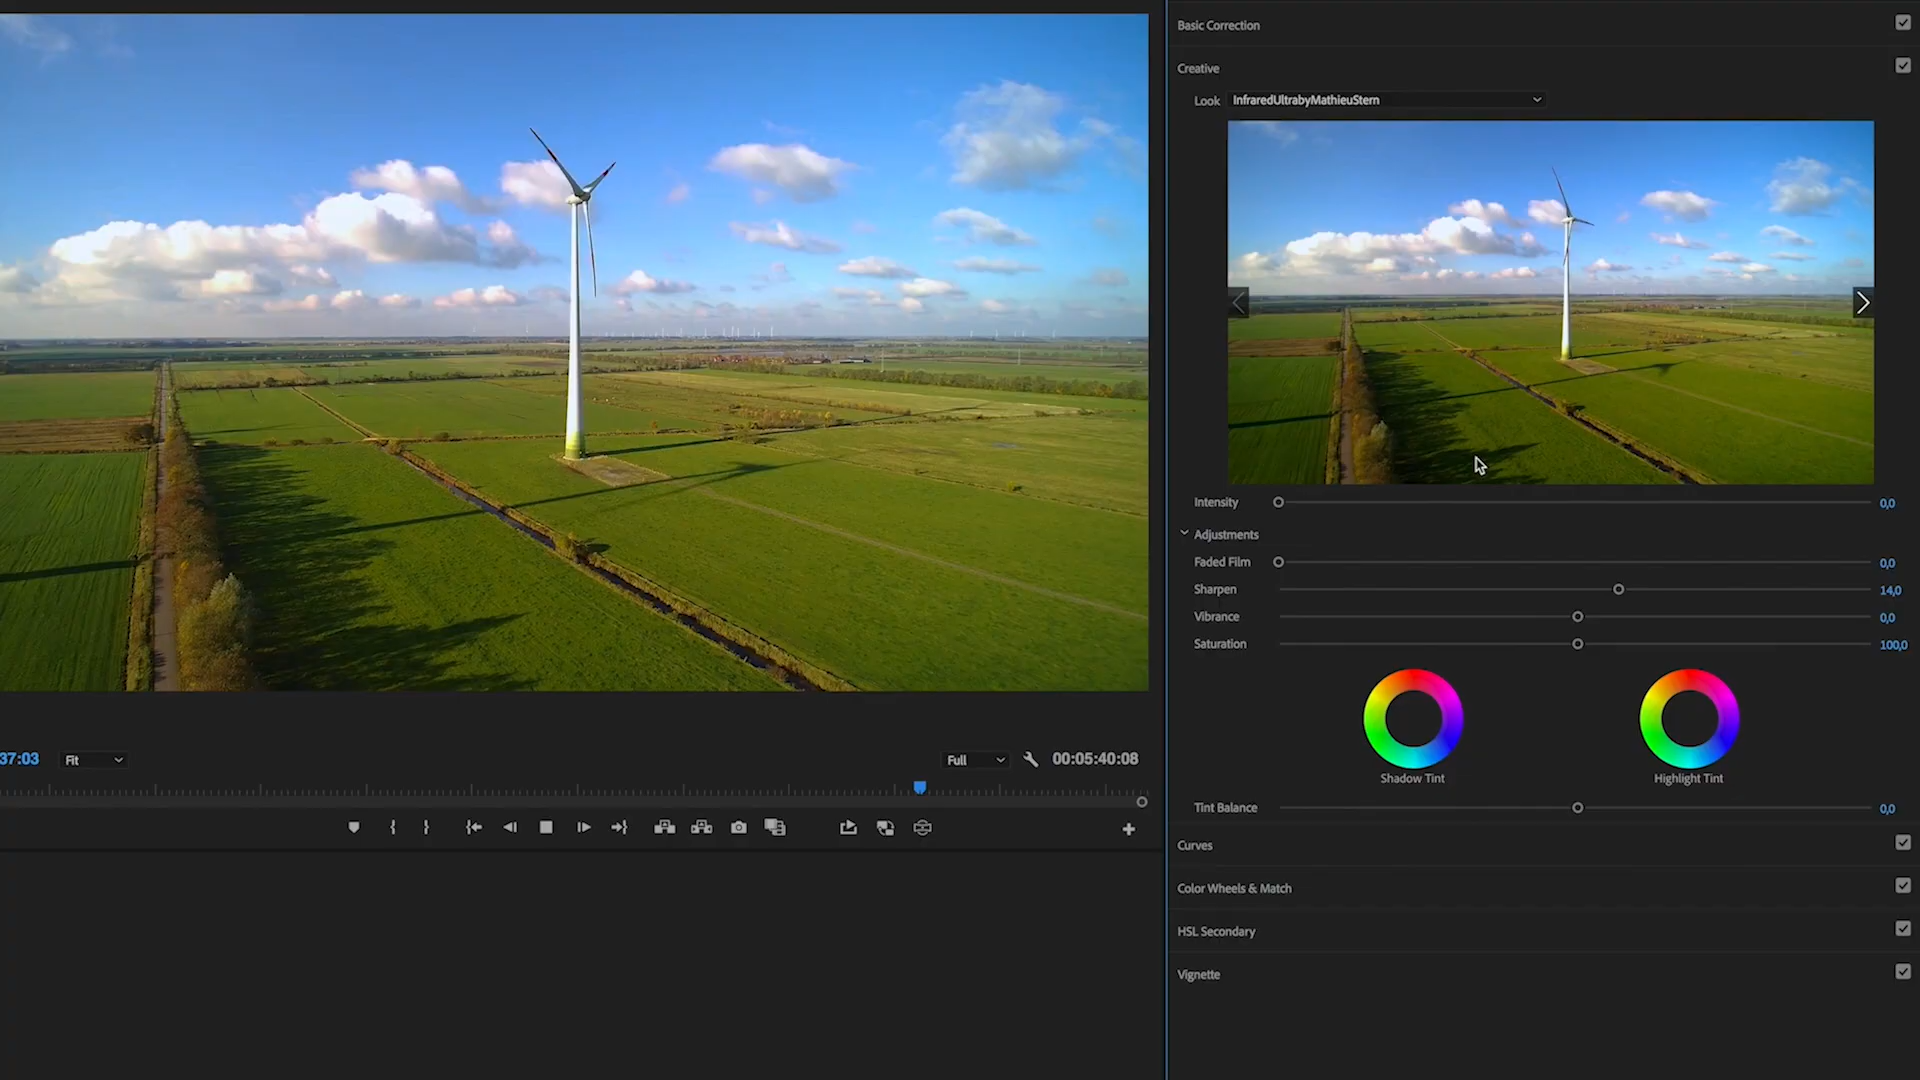 Basic Correction
Creative
Look InfraredUltrabyMathieuStern
Intensity 0,0
Adjustments
Faded Film 0,0
Sharpen 14,0
Vibrance 0,0
Saturation 100,0
Shadow Tint Highlight Tint
Tint Balance 0,0
Curves
Color Wheels & Match
HSL Secondary
Vignette
37:03 Fit Full 00:05:40:08